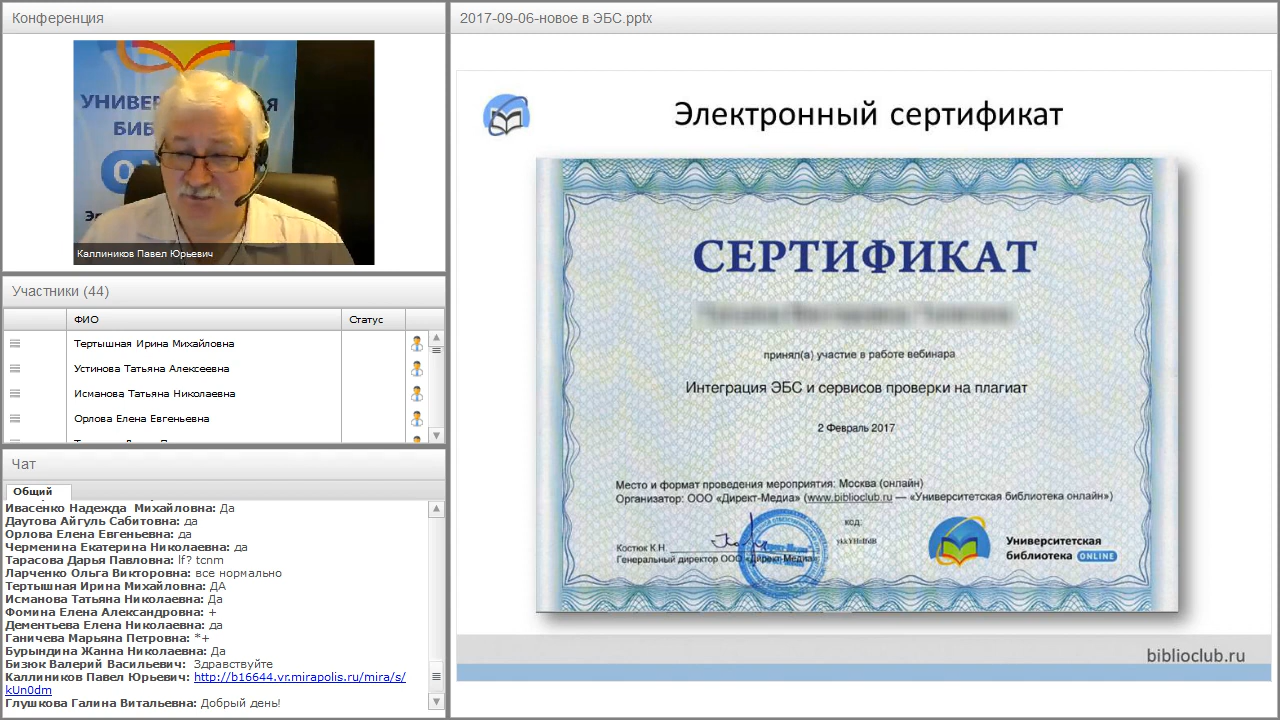 Конференция
УНИВЕР
Я
БИБ
Каллиников Павел Юрьевич
Участники (44)
ФИО
Статус
Тертышная Ирина Михайловна
Устинова Татьяна Алексеевна
Исманова Татьяна Николаевна
Орлова Елена Евгеньевна
Чат
Общий
Ивасенко Надежда Михайловна: Да
Даутова Айгуль Сабитовна: да
Орлова Елена Евгеньевна: да
Черменина Екатерина Николаевна: да
Тарасова Дарья Павловна: lf? tcnm
Ларченко Ольга Викторовна: все нормально
Тертышная Ирина Михайловна: ДА
Исманова Татьяна Николаевна: Да
Фомина Елена Александровна: +
Дементьева Елена Николаевна: да
Ганичева Марьяна Петровна: *+
Бурындина Жанна Николаевна: Да
Бизюк Валерий Васильевич: Здравствуйте
Каллиников Павел Юрьевич: http://b16644.vr.mirapolis.ru/mira/s/
kUn0dm
Глушкова Галина Витальевна: Добрый день!
2017-09-06-новое в ЭБС.pptx
Электронный сертификат
СЕРТИФИКАТ
принял(а) участие в работе вебинара
Интеграция ЭБС и сервисов проверки на плагиат
2 Февраль 2017
Место и формат проведения мероприятия: Москва (онлайн)
Организатор: ООО «Директ-Медиа» (www.biblioclub.ru — «Университетская библиотека онлайн»)
код:
Костюк К.Н.
Генеральный директор ООО «Директ-Медиа»
Университетская
библиотека ONLINE
biblioclub.ru